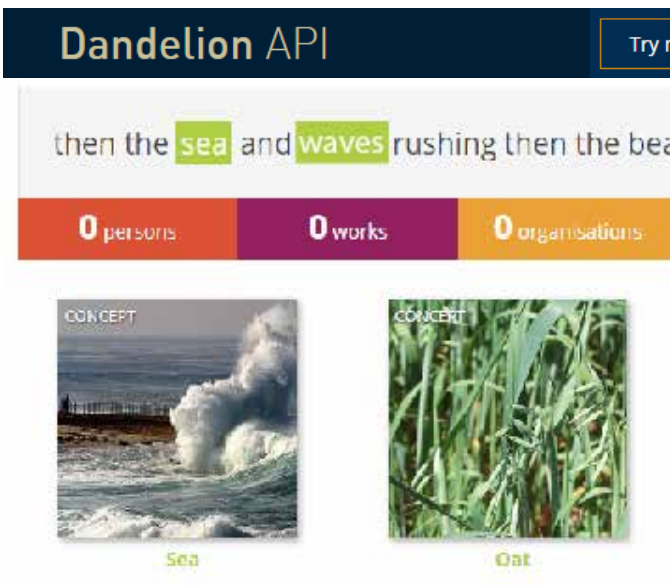 Dandelion API
Try
then the sea and waves rushing then the bea
0 persons
0 works
0 organisations
CONCEPT
CONCEPT
Sea
Oat